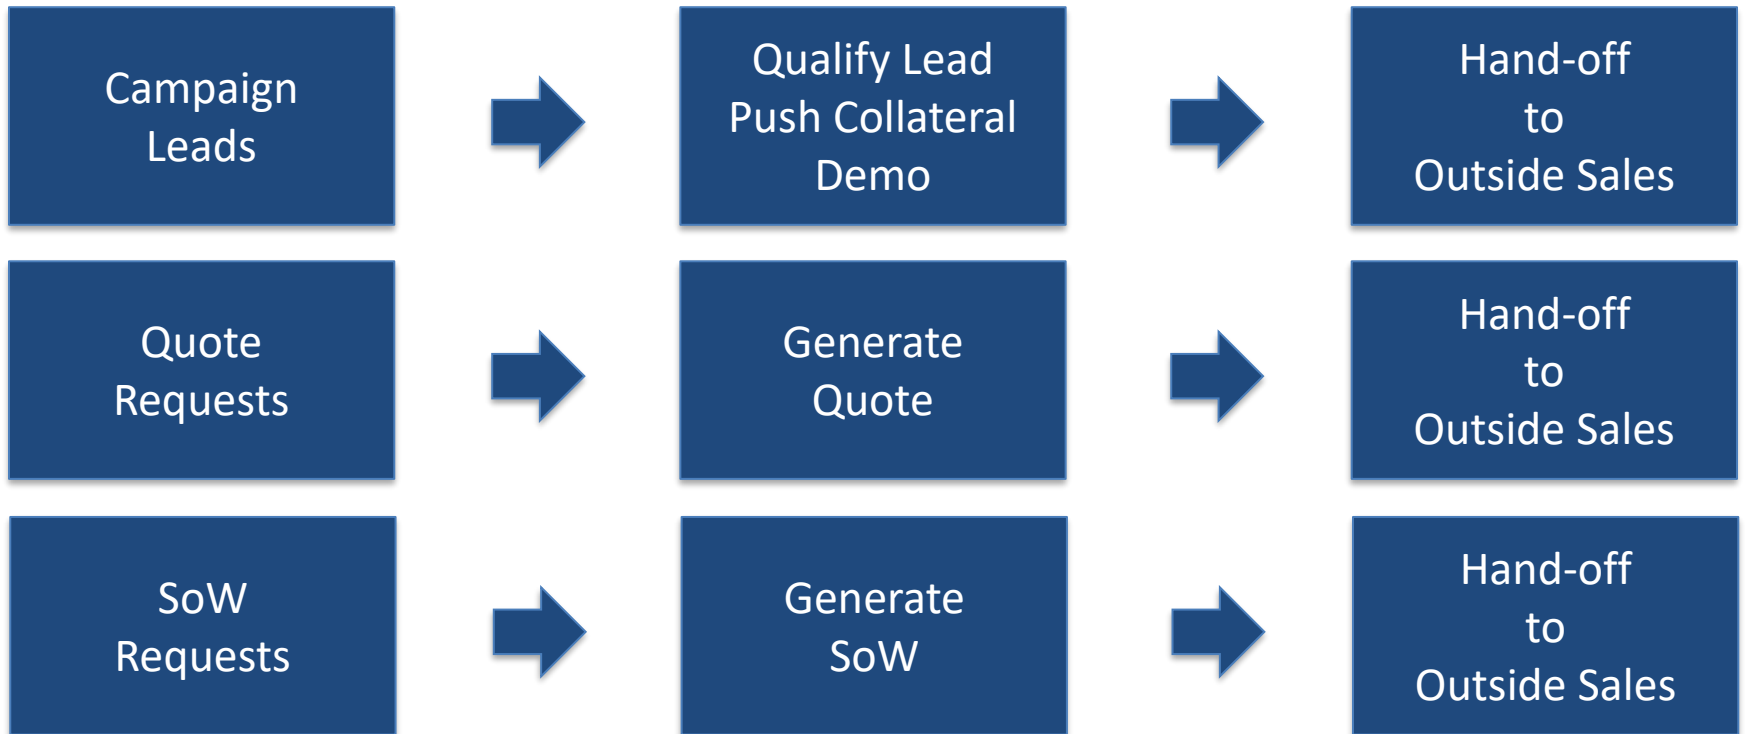 Campaign
Leads
Qualify Lead
Push Collateral
Demo
Hand-off
to
Outside Sales
Quote
Requests
Generate
Quote
Hand-off
to
Outside Sales
SoW
Requests
Generate
SoW
Hand-off
to
Outside Sales